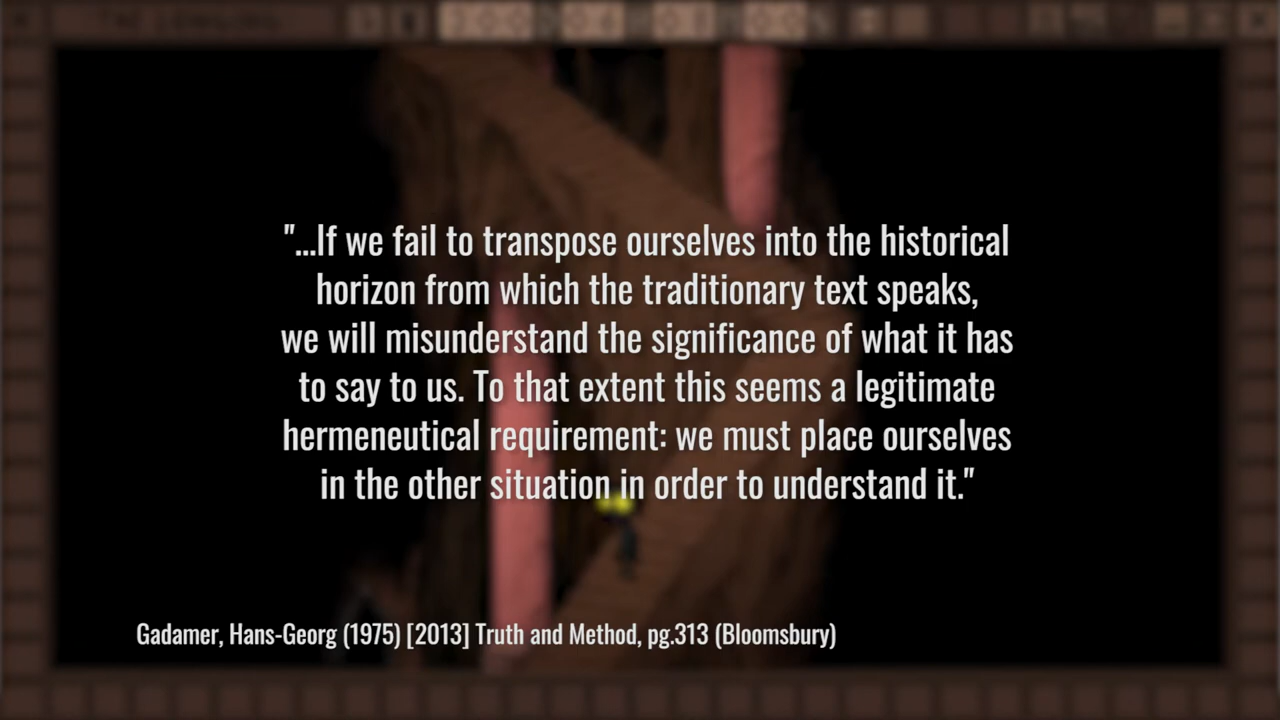 "...If we fail to transpose ourselves into the historical
horizon from which the traditionary text speaks,
we will misunderstand the significance of what it has
to say to us. To that extent this seems a legitimate
hermeneutical requirement: we must place ourselves
in the other situation in order to understand it."
Gadamer, Hans-Georg (1975) [2013] Truth and Method, pg.313 (Bloomsbury)